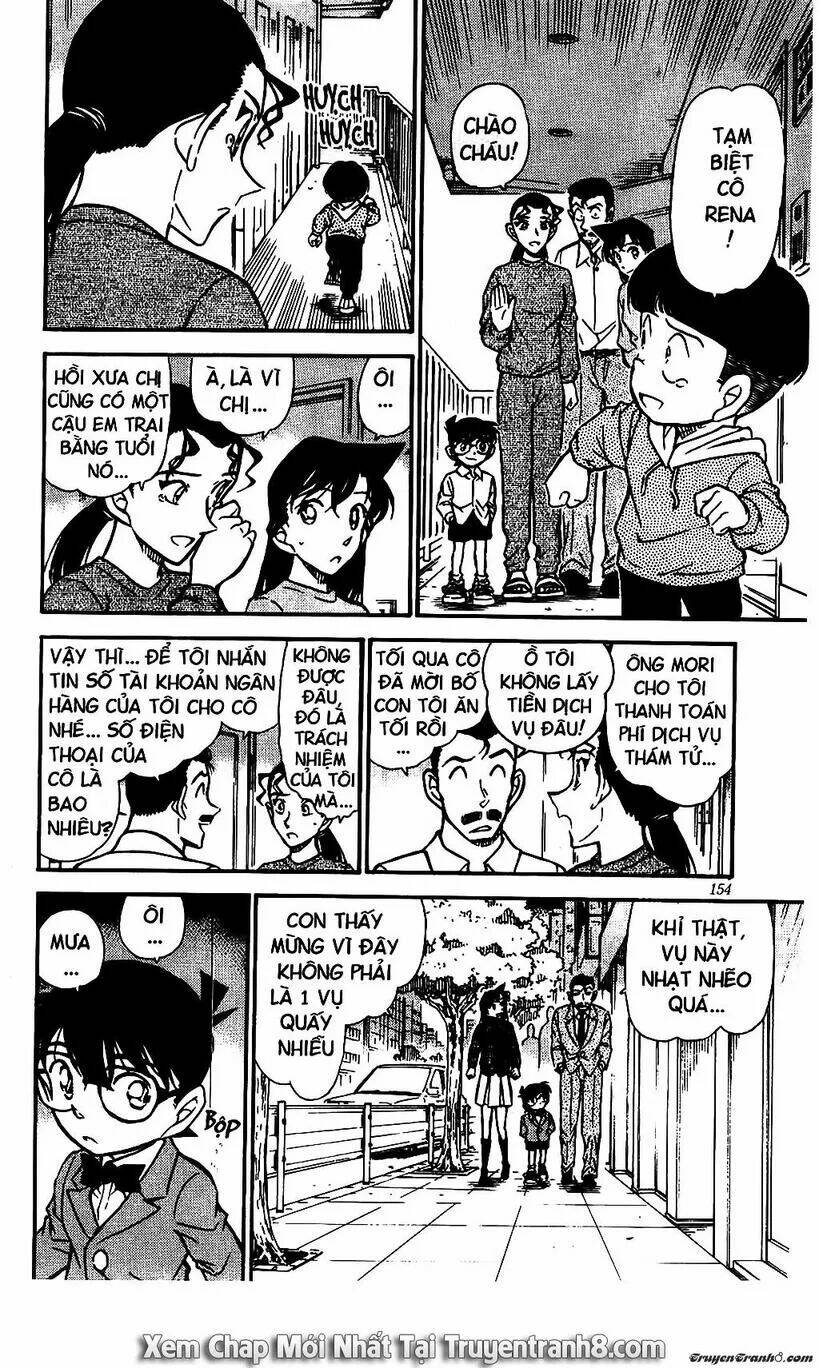 TẠM
BIỆT
CÔ
RENA
!
CHÀO
CHÁU!
HUỲCH
HUỲCH
ÔI
...
À, LÀ VÌ
CHỊ...
HỒI XƯA CHỊ
CŨNG CÓ MỘT
CẬU EM TRAI
BẰNG TUỔI
NÓ...
ÔNG MORI
CHO TÔI
THANH TOÁN
PHÍ DỊCH VỤ
THÁM TỬ...
Ồ TÔI
KHÔNG LẤY
TIỀN DỊCH
VỤ ĐÂU!
TỐI QUA CÔ
ĐÃ MỜI BỐ
CON TÔI ĂN
TỐI RỒI
...
KHÔNG
ĐƯỢC
ĐÂU,
ĐÓ LÀ
TRÁCH
NHIỆM
CỦA TÔI
MÀ...
VẬY THÌ... ĐỂ TÔI NHẮN
TIN SỐ TÀI KHOẢN NGÂN
HÀNG CỦA TÔI CHO CÔ
NHÉ... SỐ ĐIỆN
THOẠI CỦA
CÔ LÀ
BAO
NHIÊU?
154
KHỈ THẬT,
VỤ NÀY
NHẠT NHẼO
QUÁ...
CON THẤY
MỪNG VÌ ĐÂY
KHÔNG PHẢI
LÀ 1 VỤ
QUẤY
NHIỄU
ÔI
...
MƯA
...
BỘP
Xem Chap Mới Nhất Tại Truyentranh8.com
TruyenTranh8.com